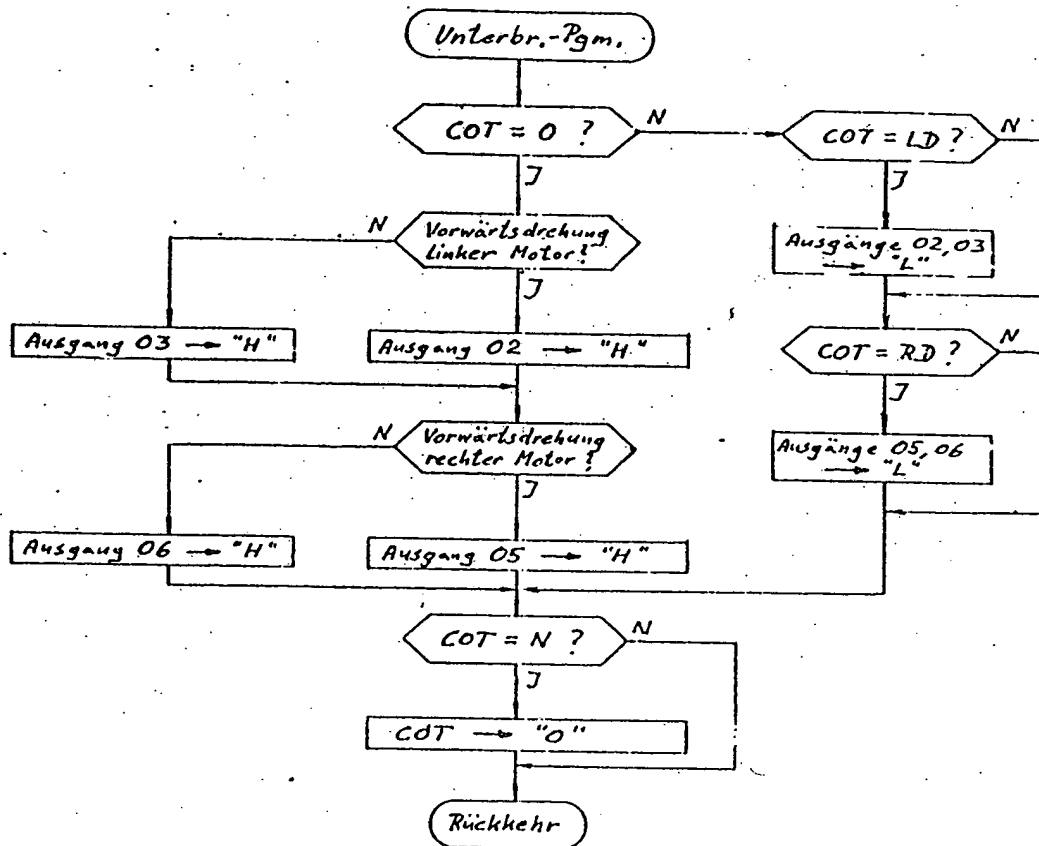 Unterbr.-Pgm.
COT = O ?
N
COT = LD ?
N
J
J
N
Vorwärtsdrehung
linker Motor?
Ausgänge 02, 03
→ "L"
J
Ausgang 03 → "H"
Ausgang 02 → "H"
COT = RD ?
N
J
N
Vorwärtsdrehung
rechter Motor?
Ausgänge 05, 06
→ "L"
J
Ausgang 06 → "H"
Ausgang 05 → "H"
COT = N ?
N
J
COT → "O"
Rückkehr